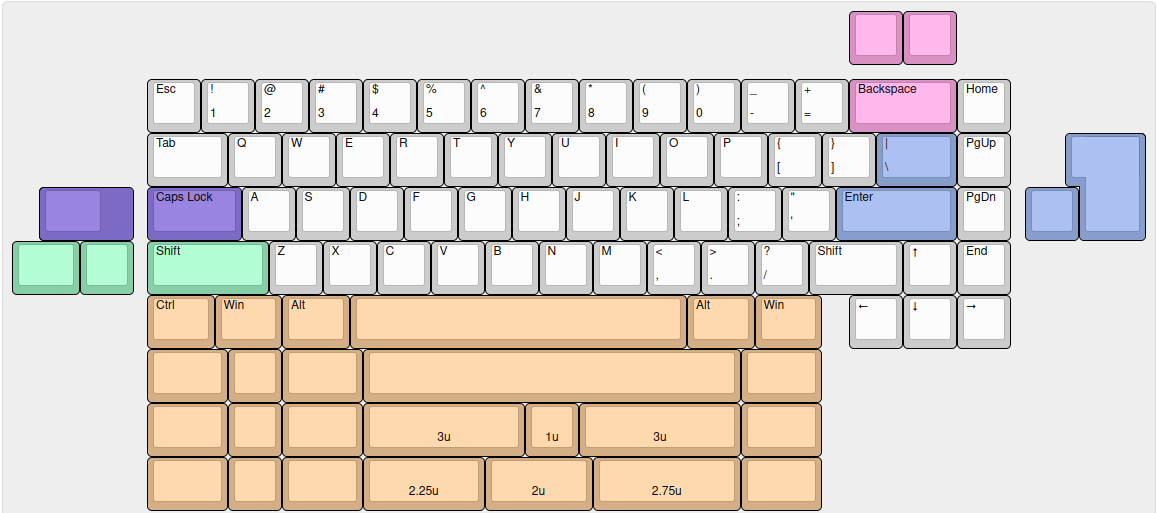 Esc ! @ # $ % ^ & * ( ) _ + Backspace Home
1 2 3 4 5 6 7 8 9 0 - =
Tab Q W E R T Y U I O P { } | PgUp
[ ] \
Caps Lock A S D F G H J K L : " Enter PgDn
; '
Shift Z X C V B N M < > ? Shift ↑ End
, . /
Ctrl Win Alt Alt Win ← ↓ →
3u 1u 3u
2.25u 2u 2.75u